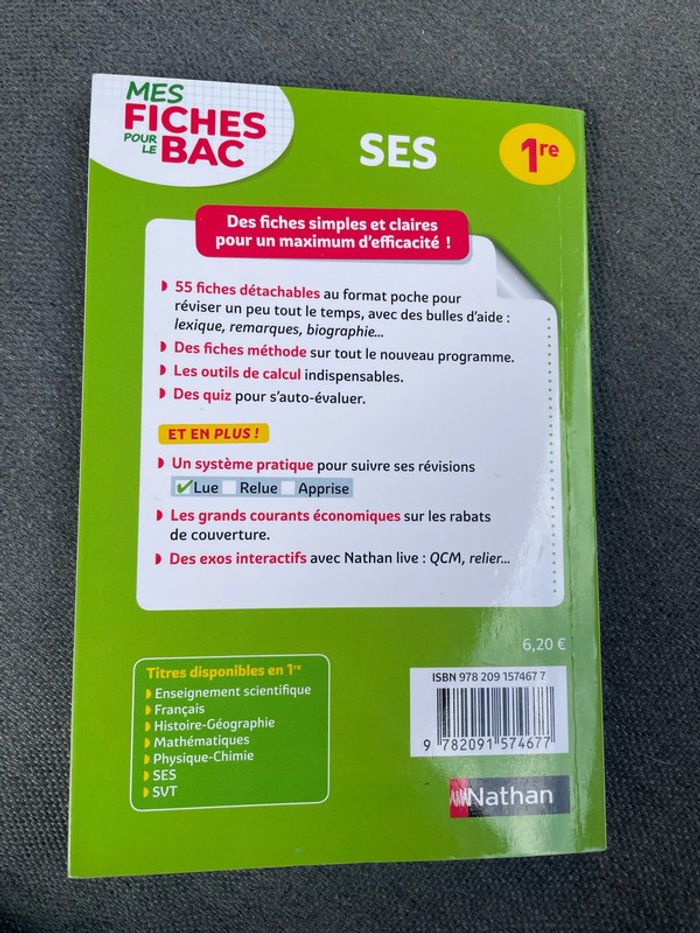 MES
FICHES
POUR LE
BAC
SES
1re
Des fiches simples et claires
pour un maximum d'efficacité !
55 fiches détachables au format poche pour
réviser un peu tout le temps, avec des bulles d'aide :
lexique, remarques, biographie...
Des fiches méthode sur tout le nouveau programme.
Les outils de calcul indispensables.
Des quiz pour s'auto-évaluer.
ET EN PLUS !
Un système pratique pour suivre ses révisions
Lue Relue Apprise
Les grands courants économiques sur les rabats
de couverture.
Des exos interactifs avec Nathan live : QCM, relier...
6,20 €
Titres disponibles en 1re
Enseignement scientifique
Français
Histoire-Géographie
Mathématiques
Physique-Chimie
SES
SVT
ISBN 978 209 157467 7
9 782091 574677
Nathan